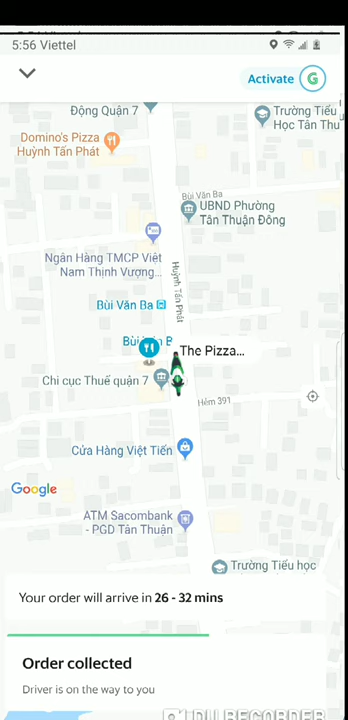 5:56 Viettel
Activate G
Động Quận 7
Trường Tiểu
Học Tân Thu
Domino's Pizza
Huỳnh Tấn Phát
Bùi Văn Ba
UBND Phường
Tân Thuận Đông
Ngân Hàng TMCP Việt
Nam Thịnh Vượng...
Huỳnh Tấn Phát
Bùi Văn Ba
The Pizza...
Chi cục Thuế quận 7
Hẻm 391
Cửa Hàng Việt Tiến
Google
ATM Sacombank
- PGD Tân Thuận
Trường Tiểu học
Your order will arrive in 26 - 32 mins
Order collected
Driver is on the way to you
DU RECORDER